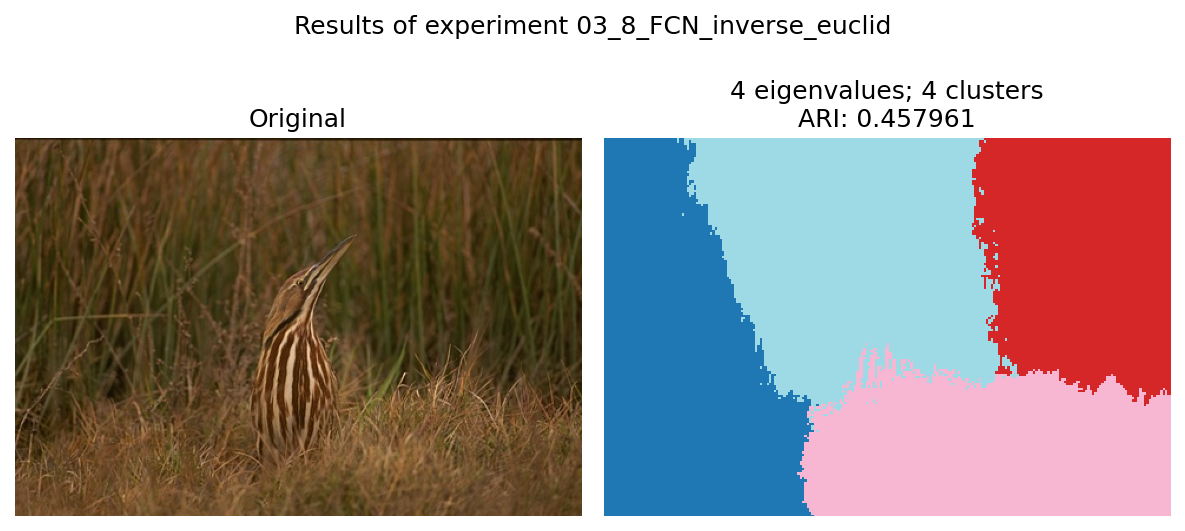 Results of experiment 03_8_FCN_inverse_euclid
Original
4 eigenvalues; 4 clusters
ARI: 0.457961